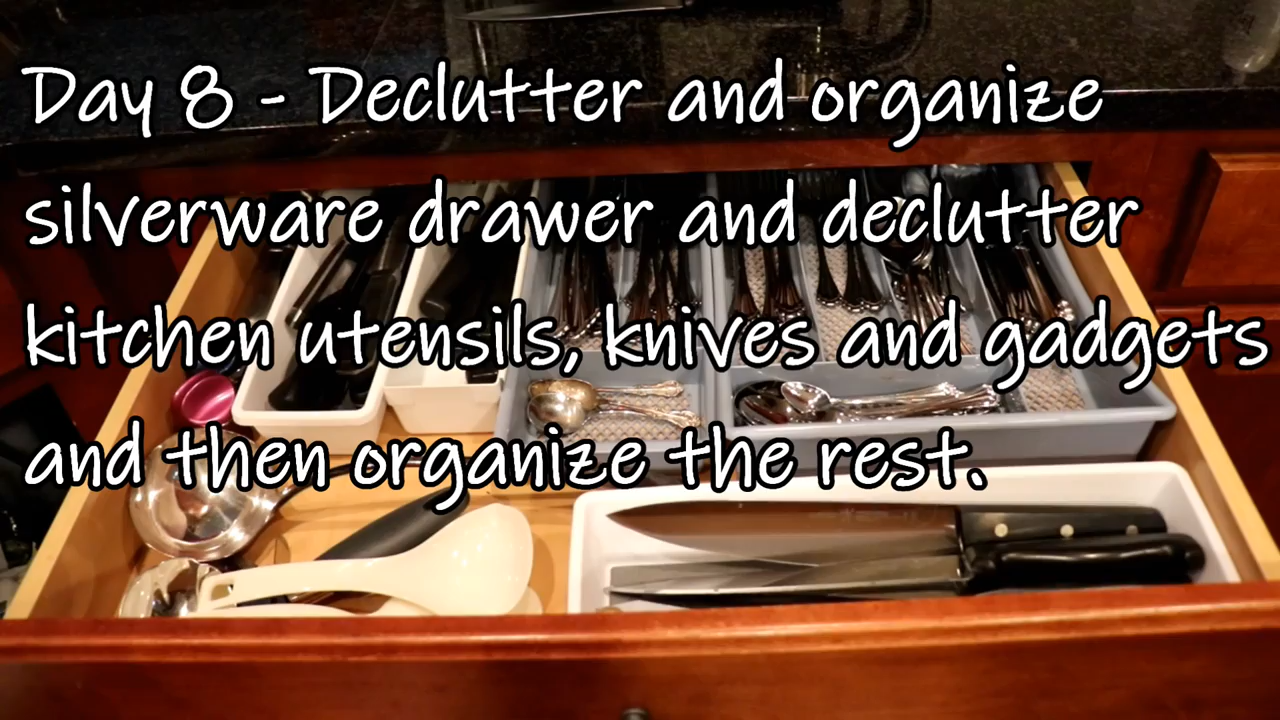 Day 8 - Declutter and organize
silverware drawer and declutter
kitchen utensils, knives and gadgets
and then organize the rest.